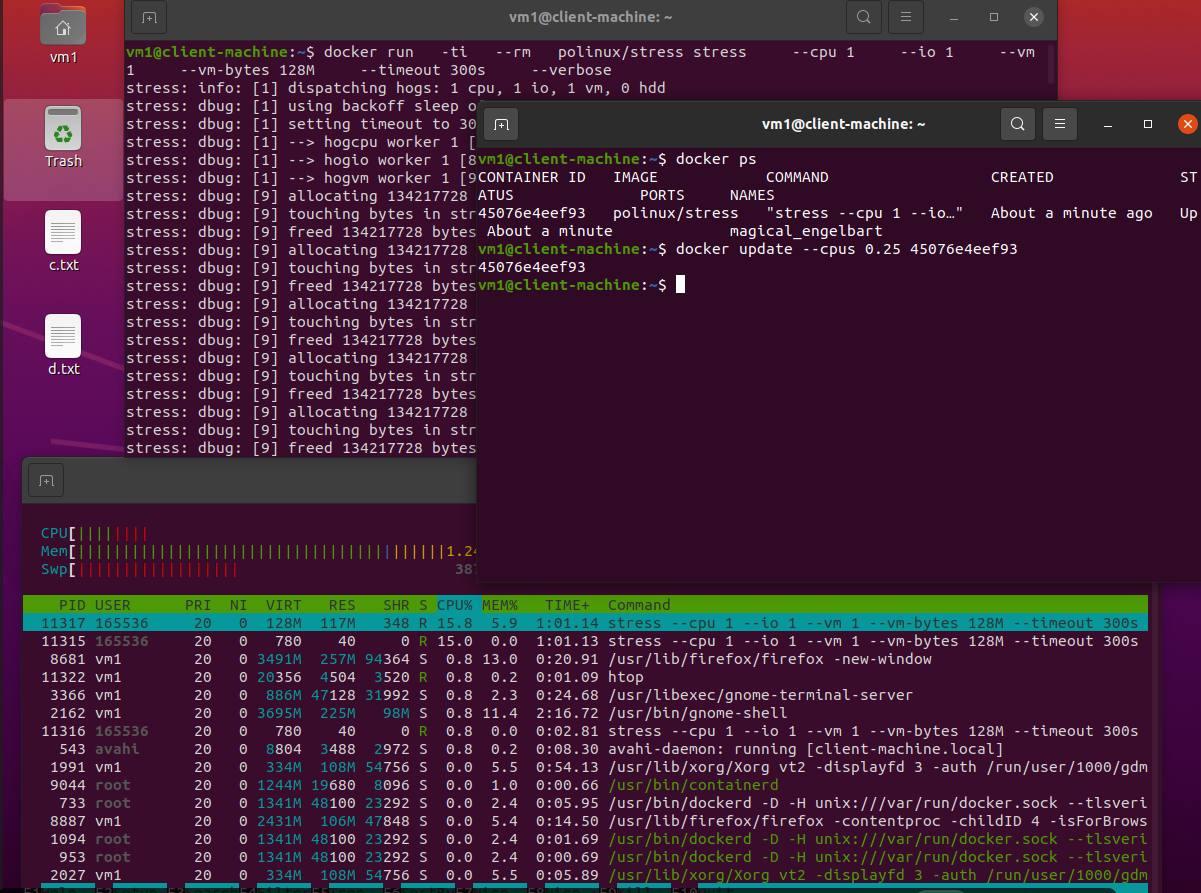 vm1
Trash
c.txt
d.txt
vm1@client-machine: ~
vm1@client-machine:~$ docker run   -ti   --rm   polinux/stress stress     --cpu 1     --io 1     --vm
1     --vm-bytes 128M     --timeout 300s     --verbose
stress: info: [1] dispatching hogs: 1 cpu, 1 io, 1 vm, 0 hdd
stress: dbug: [1] using backoff sleep o
stress: dbug: [1] setting timeout to 30
stress: dbug: [1] --> hogcpu worker 1 [
stress: dbug: [1] --> hogio worker 1 [8
stress: dbug: [1] --> hogvm worker 1 [9
stress: dbug: [9] allocating 134217728
stress: dbug: [9] touching bytes in str
stress: dbug: [9] freed 134217728 bytes
stress: dbug: [9] allocating 134217728
stress: dbug: [9] touching bytes in str
stress: dbug: [9] freed 134217728 bytes
stress: dbug: [9] allocating 134217728
stress: dbug: [9] touching bytes in str
stress: dbug: [9] freed 134217728 bytes
stress: dbug: [9] allocating 134217728
stress: dbug: [9] touching bytes in str
stress: dbug: [9] freed 134217728 bytes
stress: dbug: [9] allocating 134217728
stress: dbug: [9] touching bytes in str
stress: dbug: [9] freed 134217728 bytes
vm1@client-machine: ~
vm1@client-machine:~$ docker ps
CONTAINER ID   IMAGE            COMMAND                  CREATED              ST
ATUS              PORTS     NAMES
45076e4eef93   polinux/stress   "stress --cpu 1 --io…"   About a minute ago   Up
 About a minute             magical_engelbart
vm1@client-machine:~$ docker update --cpus 0.25 45076e4eef93
45076e4eef93
vm1@client-machine:~$
CPU[||||||||
Mem[|||||||||||||||||||||||||||||||||||||||||1.24
Swp[||||||||||||||||||                        387
PID USER      PRI  NI  VIRT   RES   SHR S CPU% MEM%   TIME+  Command
11317 165536     20   0  128M  117M   348 R 15.8  5.9  1:01.14 stress --cpu 1 --io 1 --vm 1 --vm-bytes 128M --timeout 300s
11315 165536     20   0   780    40     0 R 15.0  0.0  1:01.13 stress --cpu 1 --io 1 --vm 1 --vm-bytes 128M --timeout 300s
8681 vm1        20   0 3491M  257M 94364 S  0.8 13.0  0:20.91 /usr/lib/firefox/firefox -new-window
11322 vm1        20   0 20356  4504  3520 R  0.8  0.2  0:01.09 htop
3366 vm1        20   0  886M 47128 31992 S  0.8  2.3  0:24.68 /usr/libexec/gnome-terminal-server
2162 vm1        20   0 3695M  225M   98M S  0.8 11.4  2:16.72 /usr/bin/gnome-shell
11316 165536     20   0   780    40     0 R  0.8  0.0  0:02.81 stress --cpu 1 --io 1 --vm 1 --vm-bytes 128M --timeout 300s
543 avahi      20   0  8804  3488  2972 S  0.8  0.2  0:08.30 avahi-daemon: running [client-machine.local]
1991 vm1        20   0  334M  108M 54756 S  0.0  5.5  0:54.13 /usr/lib/xorg/Xorg vt2 -displayfd 3 -auth /run/user/1000/gdm
9044 root       20   0 1244M 19680  8096 S  0.0  1.0  0:00.66 /usr/bin/containerd
733 root       20   0 1341M 48100 23292 S  0.0  2.4  0:05.95 /usr/bin/dockerd -D -H unix:///var/run/docker.sock --tlsveri
8887 vm1        20   0 2431M  106M 47848 S  0.0  5.4  0:14.50 /usr/lib/firefox/firefox -contentproc -childID 4 -isForBrows
1094 root       20   0 1341M 48100 23292 S  0.0  2.4  0:01.69 /usr/bin/dockerd -D -H unix:///var/run/docker.sock --tlsveri
953 root       20   0 1341M 48100 23292 S  0.0  2.4  0:00.69 /usr/bin/dockerd -D -H unix:///var/run/docker.sock --tlsveri
2027 vm1        20   0  334M  108M 54756 S  0.0  5.5  0:05.89 /usr/lib/xorg/Xorg vt2 -displayfd 3 -auth /run/user/1000/gdm